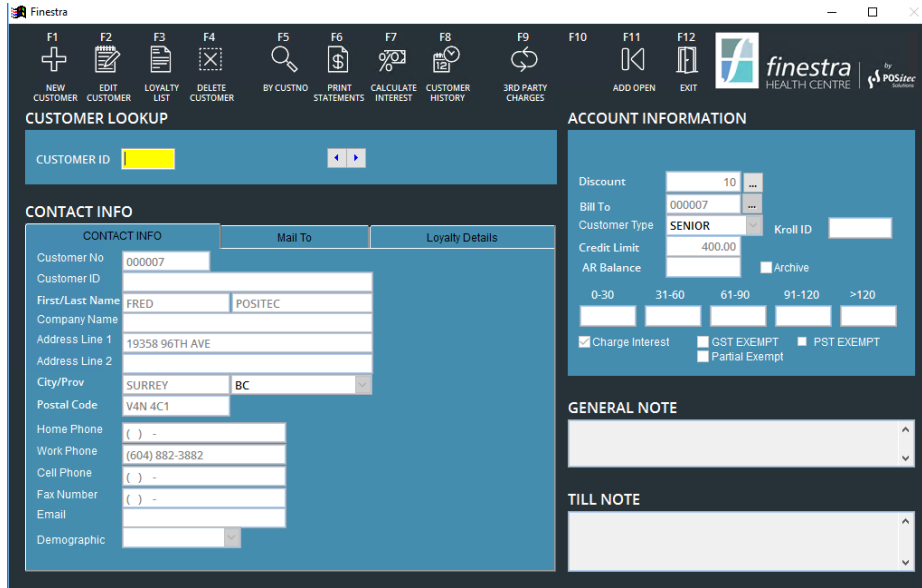 Finestra
F1 F2 F3 F4 F5 F6 F7 F8 F9 F10 F11 F12
NEW CUSTOMER
EDIT CUSTOMER
LOYALTY LIST
DELETE CUSTOMER
BY CUSTNO
PRINT STATEMENTS
CALCULATE INTEREST
12
CUSTOMER HISTORY
3RD PARTY CHARGES
ADD OPEN
EXIT
finestra
HEALTH CENTRE
by
POSitec
Solutions
CUSTOMER LOOKUP
CUSTOMER ID
CONTACT INFO
CONTACT INFO Mail To Loyalty Details
Customer No 000007
Customer ID
First/Last Name FRED POSITEC
Company Name
Address Line 1 19358 96TH AVE
Address Line 2
City/Prov SURREY BC
Postal Code V4N 4C1
Home Phone ( ) -
Work Phone (604) 882-3882
Cell Phone ( ) -
Fax Number ( ) -
Email
Demographic
ACCOUNT INFORMATION
Discount 10 ...
Bill To 000007 ...
Customer Type SENIOR Kroll ID
Credit Limit 400.00
AR Balance Archive
0-30 31-60 61-90 91-120 >120
Charge Interest GST EXEMPT PST EXEMPT
Partial Exempt
GENERAL NOTE
TILL NOTE